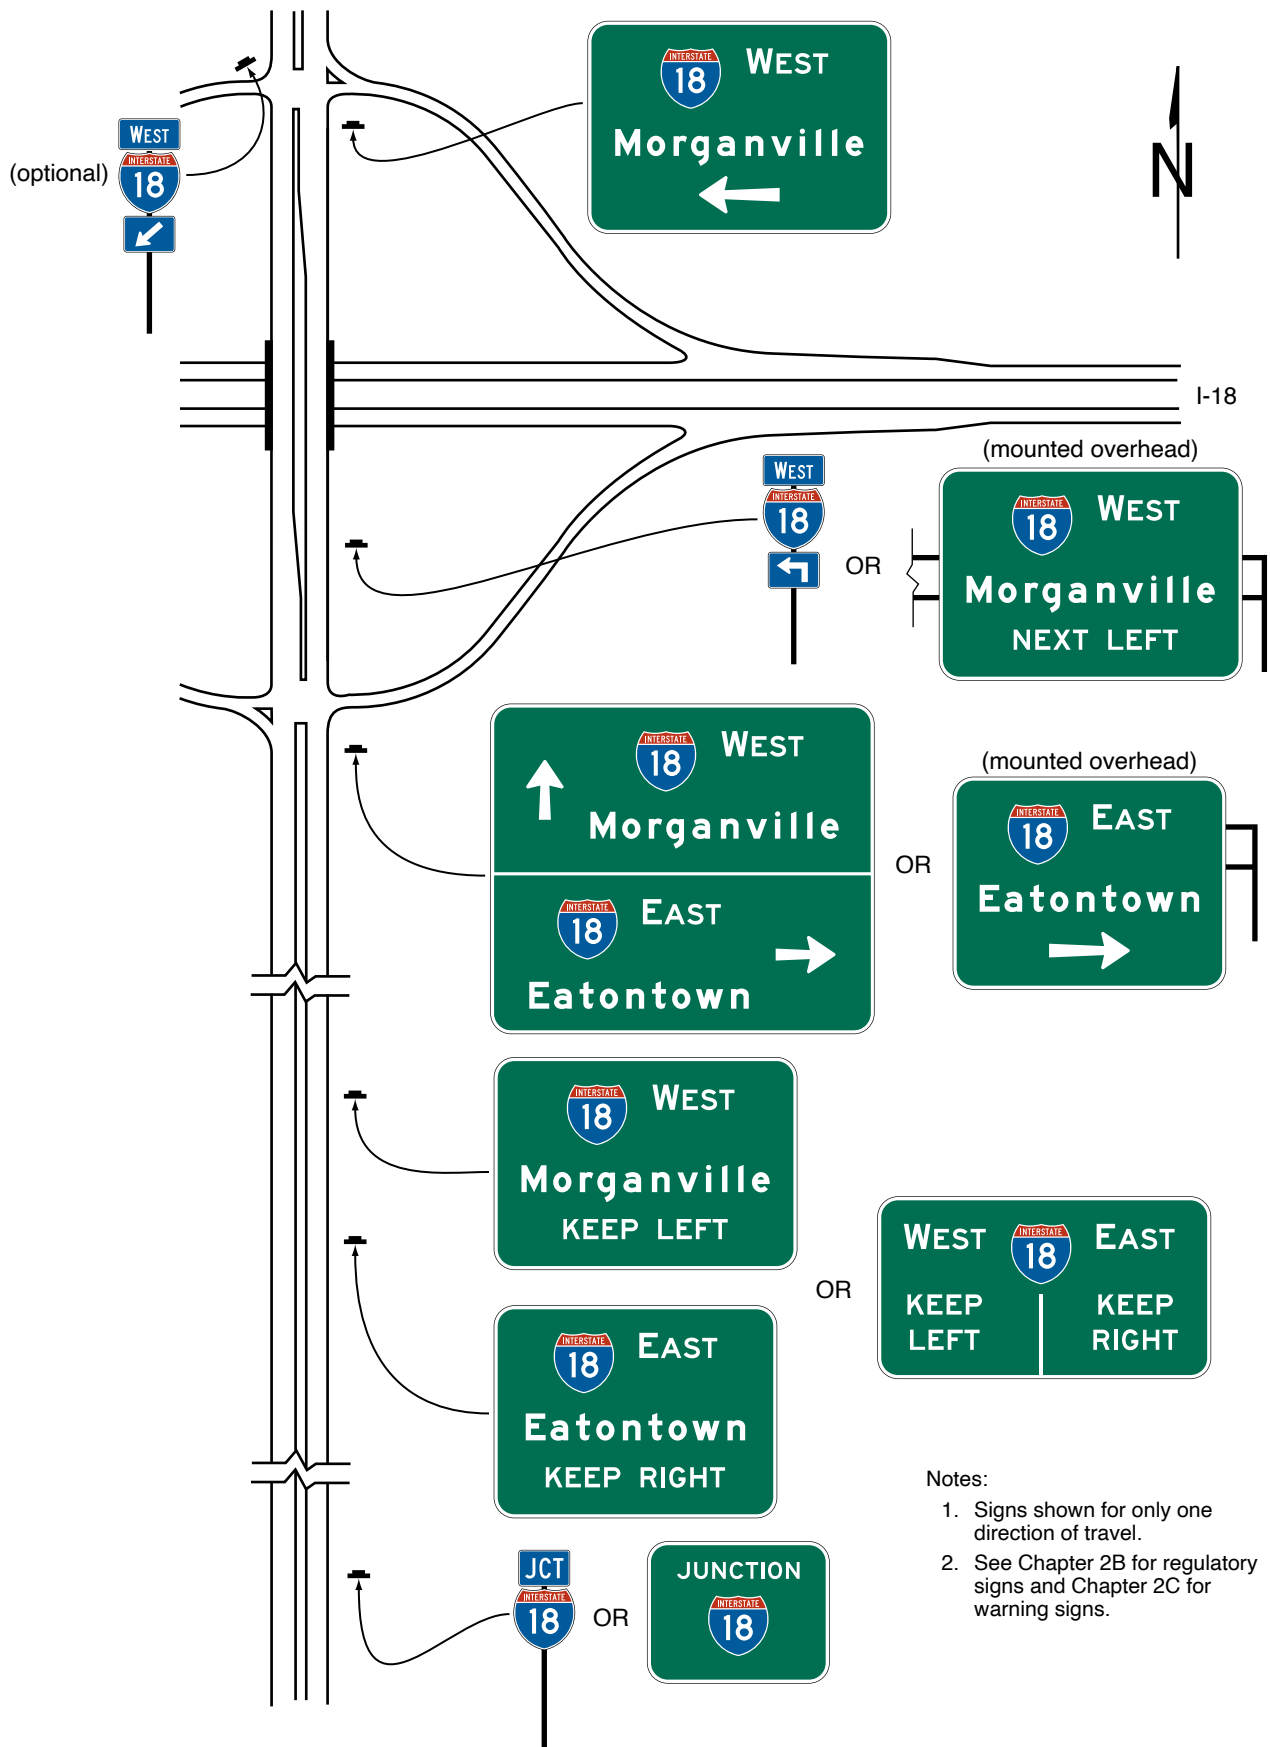 INTERSTATE
18
WEST
Morganville
N
(optional)
WEST
INTERSTATE
18
I-18
(mounted overhead)
WEST
INTERSTATE
18
OR
INTERSTATE
18
WEST
Morganville
NEXT LEFT
INTERSTATE
18
WEST
Morganville
INTERSTATE
18
EAST
Eatontown
OR
(mounted overhead)
INTERSTATE
18
EAST
Eatontown
INTERSTATE
18
WEST
Morganville
KEEP LEFT
INTERSTATE
18
EAST
Eatontown
KEEP RIGHT
OR
WEST
INTERSTATE
18
EAST
KEEP
LEFT
KEEP
RIGHT
Notes:
1. Signs shown for only one
direction of travel.
2. See Chapter 2B for regulatory
signs and Chapter 2C for
warning signs.
JCT
INTERSTATE
18
OR
JUNCTION
INTERSTATE
18